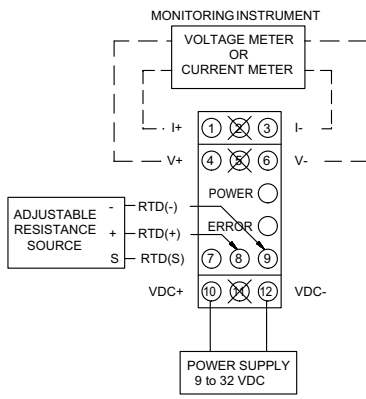 MONITORING INSTRUMENT
VOLTAGE METER
OR
CURRENT METER
I+ 1 2 3 I-
V+ 4 5 6 V-
POWER
ADJUSTABLE
RESISTANCE
SOURCE
- RTD(-)
ERROR
+ RTD(+)
S RTD(S) 7 8 9
VDC+ 10 11 12 VDC-
POWER SUPPLY
9 to 32 VDC